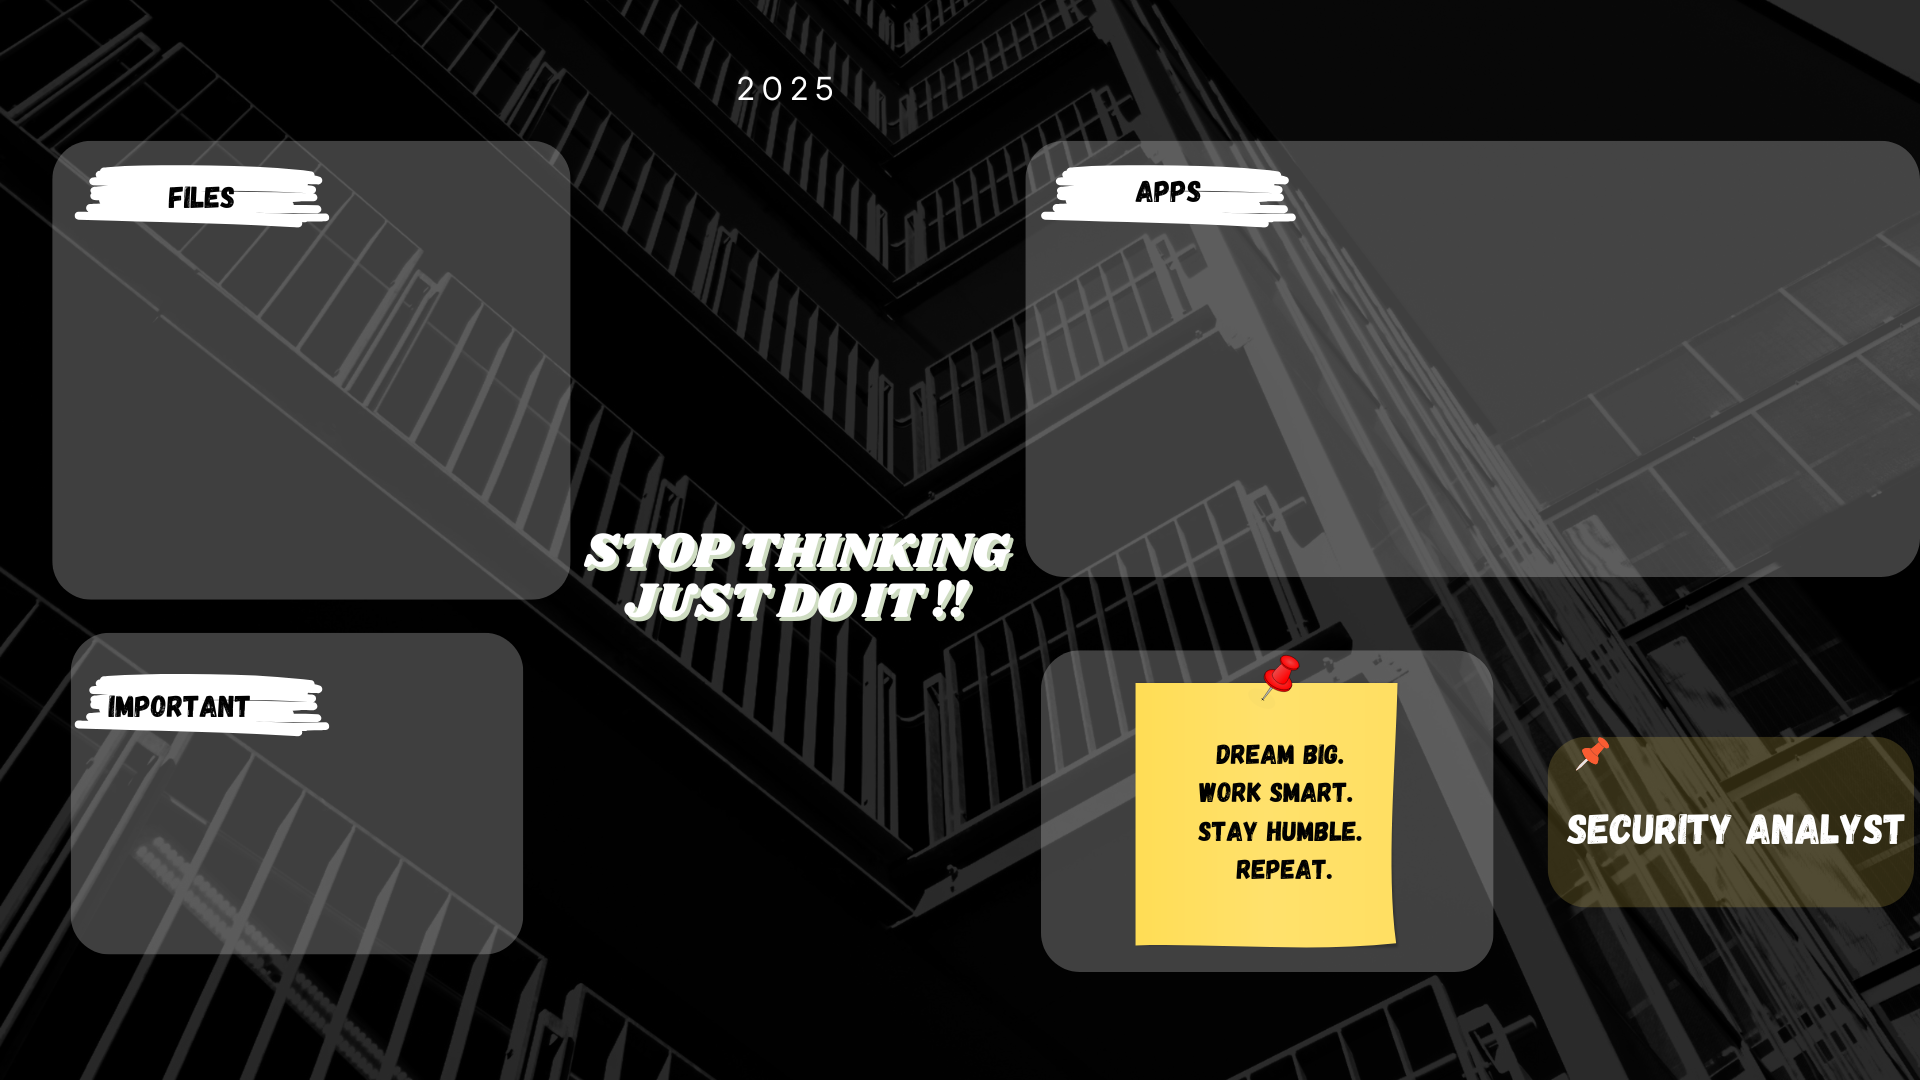 2025
FILES
APPS
STOP THINKING
JUST DO IT !!
IMPORTANT
DREAM BIG.
WORK SMART.
STAY HUMBLE.
REPEAT.
SECURITY ANALYST